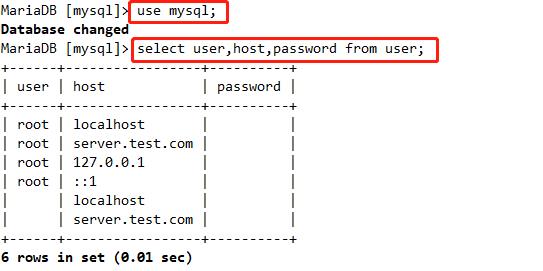 MariaDB [mysql]> use mysql;
Database changed
MariaDB [mysql]> select user,host,password from user;
+------+-----------------+----------+
| user | host            | password |
+------+-----------------+----------+
| root | localhost       |          |
| root | server.test.com |          |
| root | 127.0.0.1       |          |
| root | ::1             |          |
|      | localhost       |          |
|      | server.test.com |          |
+------+-----------------+----------+
6 rows in set (0.01 sec)